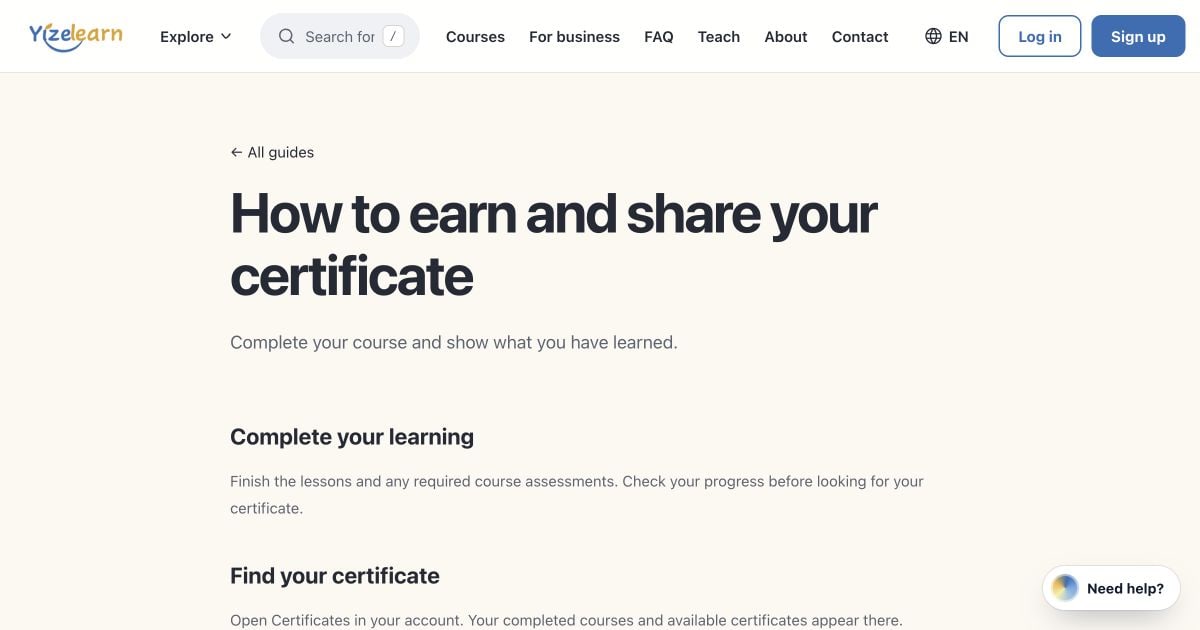 Yizelearn
Explore
Search for /
Courses
For business
FAQ
Teach
About
Contact
EN
Log in
Sign up
← All guides
How to earn and share your
certificate
Complete your course and show what you have learned.
Complete your learning
Finish the lessons and any required course assessments. Check your progress before looking for your
certificate.
Find your certificate
Open Certificates in your account. Your completed courses and available certificates appear there.
Need help?